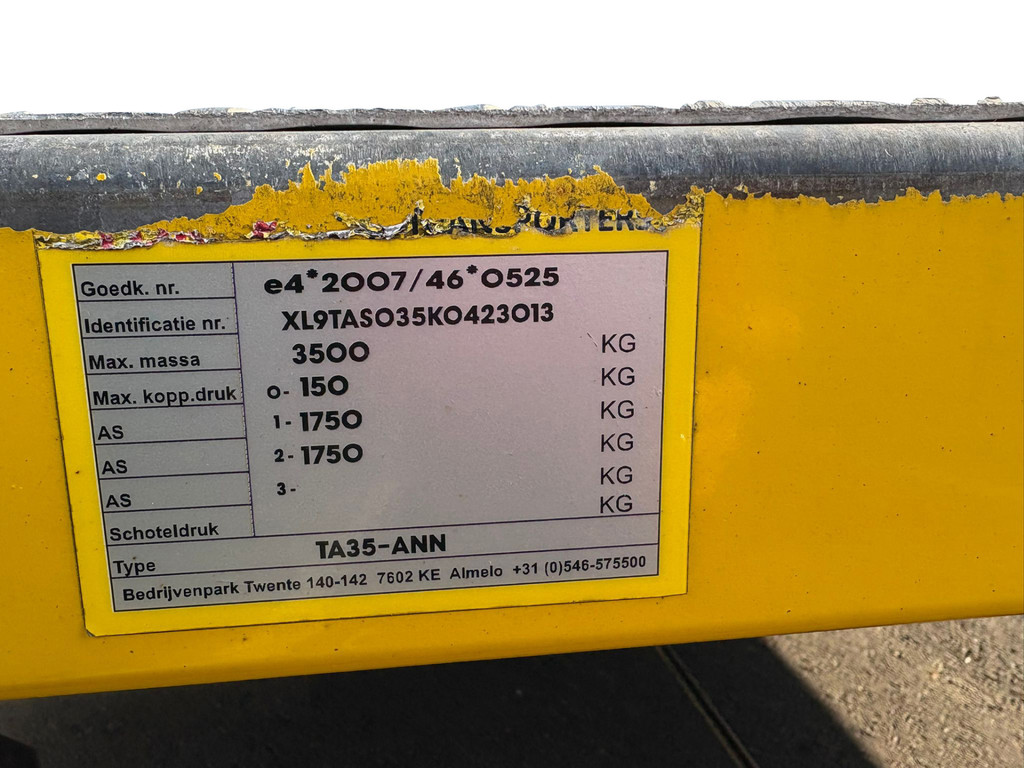 TRANSPORTERS
Goedk. nr. e4*2007/46*0525
Identificatie nr. XL9TAS035K0423013
Max. massa 3500 KG
Max. kopp.druk 0- 150 KG
AS 1- 1750 KG
AS 2- 1750 KG
AS 3- KG
Schoteldruk KG
Type TA35-ANN
Bedrijvenpark Twente 140-142 7602 KE Almelo +31 (0)546-575500